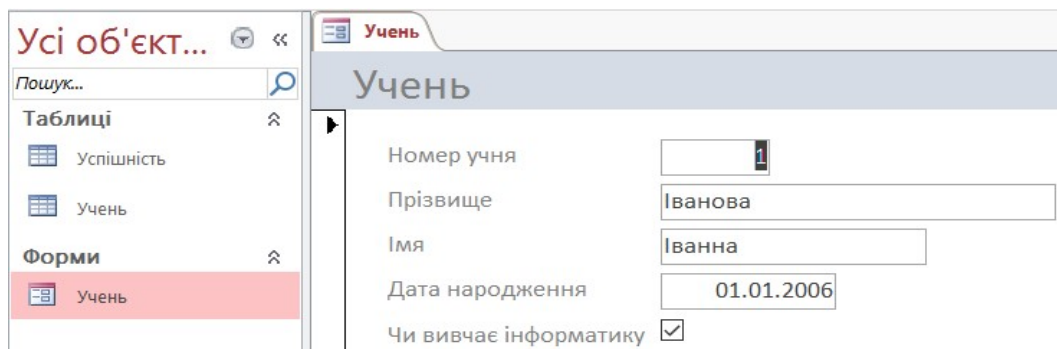 Усі об'єкт...
Пошук...
Таблиці
Успішність
Учень
Форми
Учень
Учень
Учень
Номер учня 1
Прізвище Іванова
Імя Іванна
Дата народження 01.01.2006
Чи вивчає інформатику